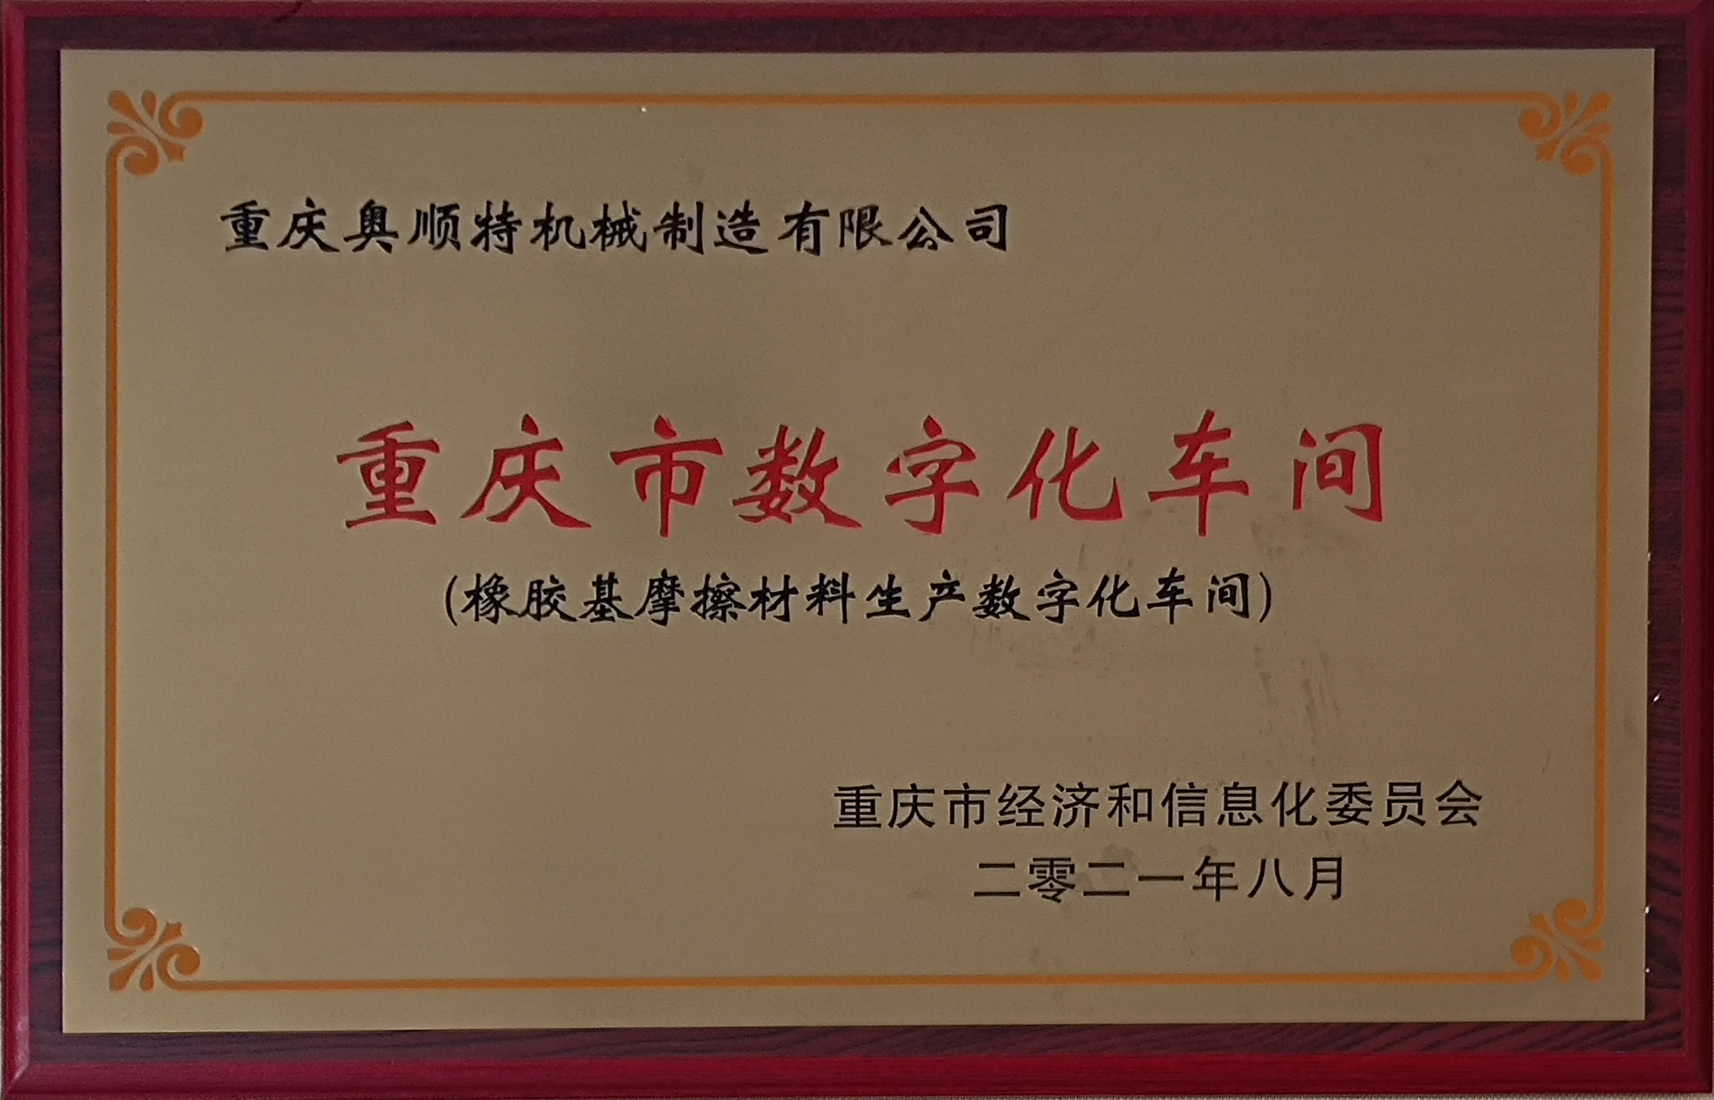 重庆奥顺特机械制造有限公司
重庆市数字化车间
(橡胶基摩擦材料生产数字化车间)
重庆市经济和信息化委员会
二零二一年八月